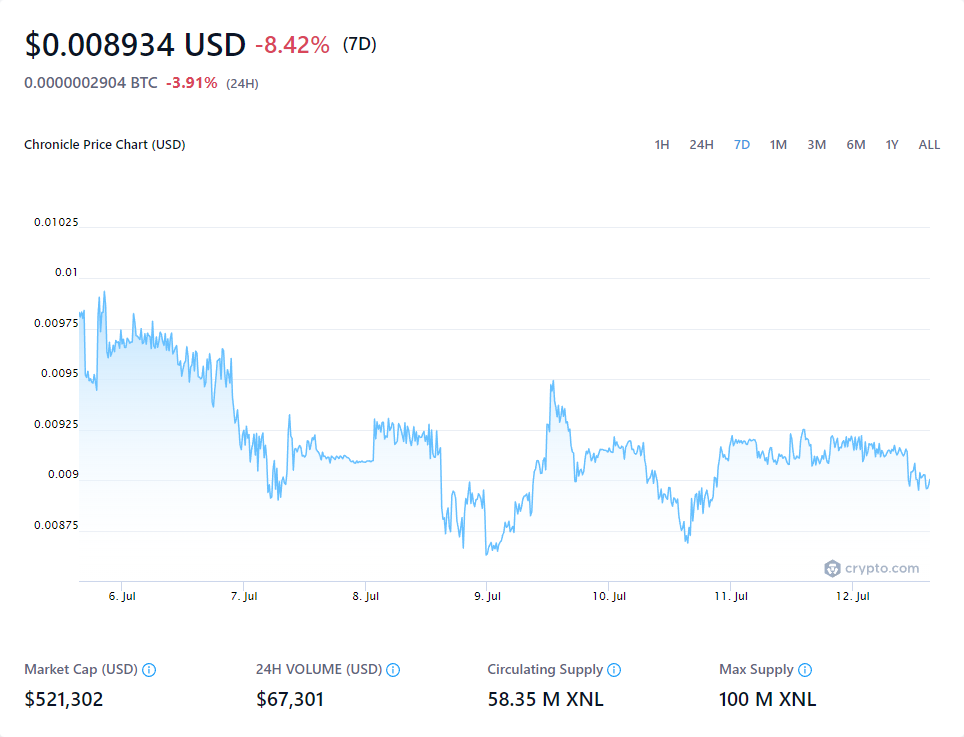 $0.008934 USD -8.42% (7D)
0.0000002904 BTC -3.91% (24H)
Chronicle Price Chart (USD) 1H 24H 7D 1M 3M 6M 1Y ALL
0.01025
0.01
0.00975
0.0095
0.00925
0.009
0.00875
crypto.com
6. Jul 7. Jul 8. Jul 9. Jul 10. Jul 11. Jul 12. Jul
Market Cap (USD) 24H VOLUME (USD) Circulating Supply Max Supply
$521,302 $67,301 58.35 M XNL 100 M XNL